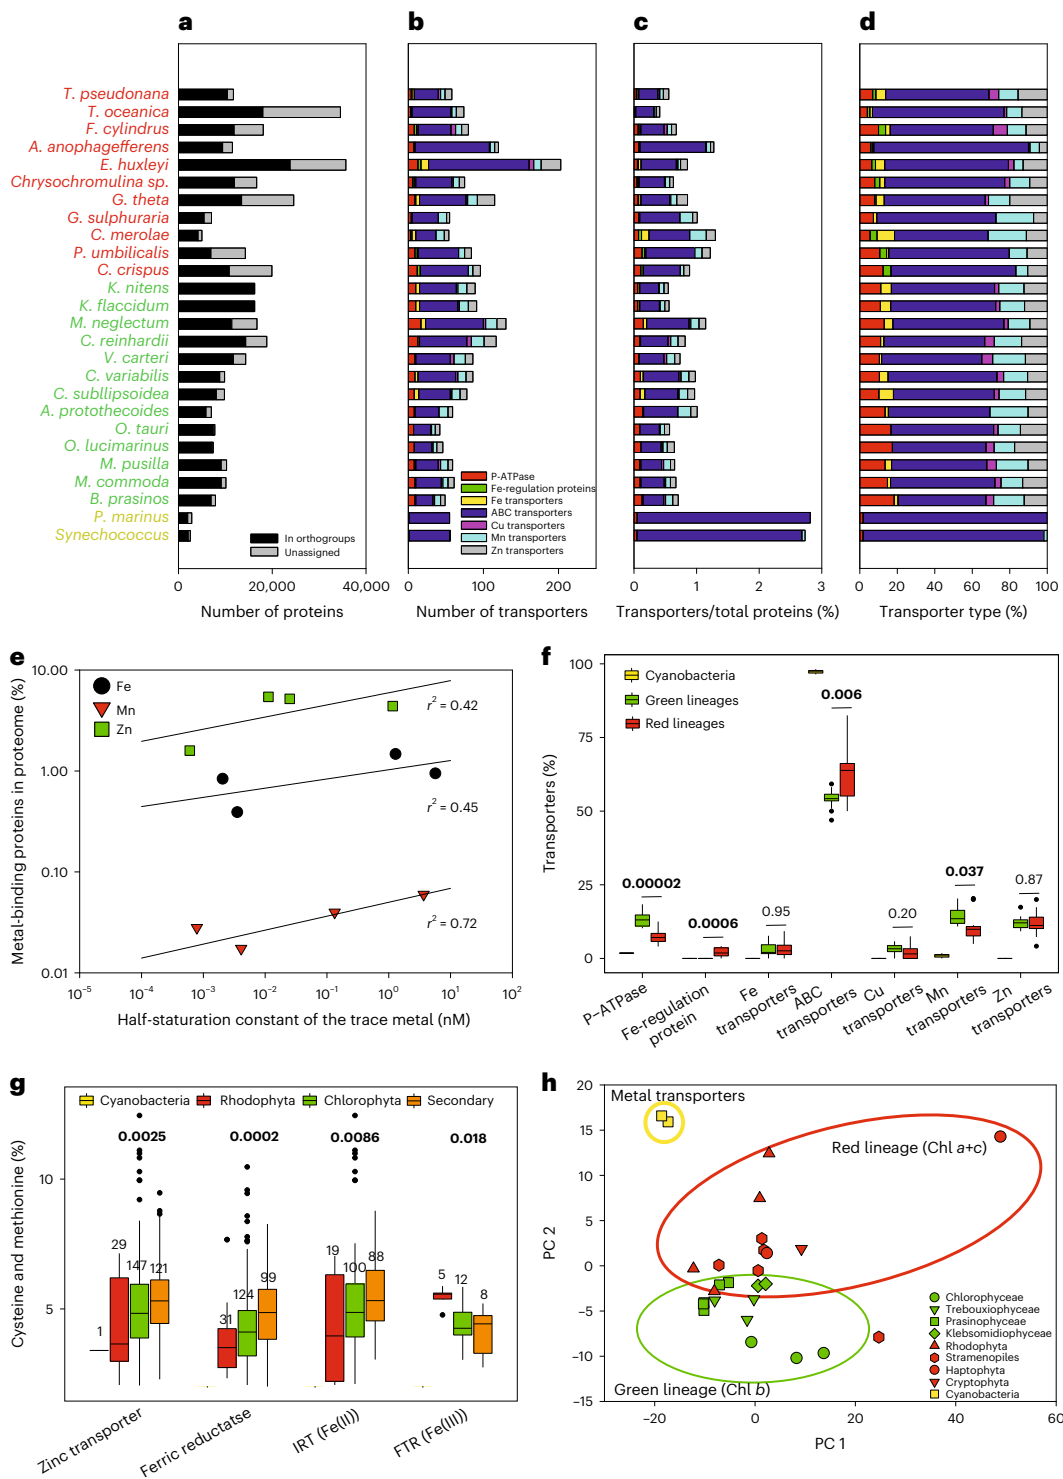 a
b
c
d
T. pseudonana
T. oceanica
F. cylindrus
A. anophagefferens
E. huxleyi
Chrysochromulina sp.
G. theta
G. sulphuraria
C. merolae
P. umbilicalis
C. crispus
K. nitens
K. flaccidum
M. neglectum
C. reinhardii
V. carteri
C. variabilis
C. subllipsoidea
A. protothecoides
O. tauri
O. lucimarinus
M. pusilla
M. commoda
B. prasinos
P. marinus
Synechococcus
In orthogroups
Unassigned
P-ATPase
Fe-regulation proteins
Fe transporters
ABC transporters
Cu transporters
Mn transporters
Zn transporters
0 20,000 40,000
0 100 200
0 1 2 3
0 20 40 60 80 100
Number of proteins
Number of transporters
Transporters/total proteins (%)
Transporter type (%)
e
Metal-binding proteins in proteome (%)
10.00
1.00
0.10
0.01
Fe
Mn
Zn
r² = 0.42
r² = 0.45
r² = 0.72
10⁻⁵ 10⁻⁴ 10⁻³ 10⁻² 10⁻¹ 10⁰ 10¹ 10²
Half-staturation constant of the trace metal (nM)
f
Transporters (%)
100
75
50
25
0
Cyanobacteria
Green lineages
Red lineages
0.00002
0.0006
0.95
0.006
0.20
0.037
0.87
P-ATPase
Fe-regulation
protein
Fe
transporters
ABC
transporters
Cu
transporters
Mn
transporters
Zn
transporters
g
Cysteine and methionine (%)
10
5
Cyanobacteria
Rhodophyta
Chlorophyta
Secondary
0.0025
0.0002
0.0086
0.018
1
29
147
121
31
124
99
19
100
88
5
12
8
Zinc transporter
Ferric reductatse
IRT (Fe(II))
FTR (Fe(III))
h
PC 2
20
15
10
5
0
−5
−10
−15
Metal transporters
Red lineage (Chl a+c)
Green lineage (Chl b)
Chlorophyceae
Trebouxiophyceae
Prasinophyceae
Klebsomidiophyceae
Rhodophyta
Stramenopiles
Haptophyta
Cryptophyta
Cyanobacteria
−20 0 20 40 60
PC 1